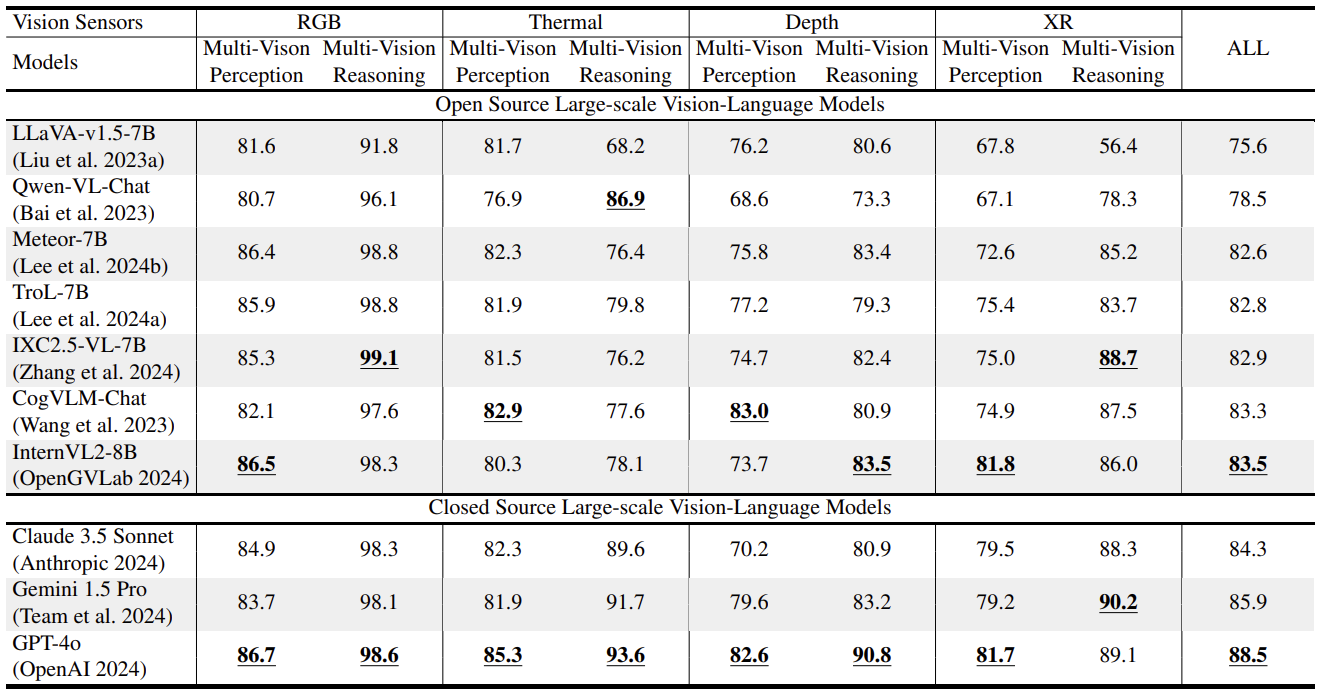 Vision Sensors RGB Thermal Depth XR
Models Multi-Vison Perception Multi-Vision Reasoning Multi-Vison Perception Multi-Vision Reasoning Multi-Vison Perception Multi-Vision Reasoning Multi-Vison Perception Multi-Vision Reasoning ALL
Open Source Large-scale Vision-Language Models
LLaVA-v1.5-7B (Liu et al. 2023a) 81.6 91.8 81.7 68.2 76.2 80.6 67.8 56.4 75.6
Qwen-VL-Chat (Bai et al. 2023) 80.7 96.1 76.9 86.9 68.6 73.3 67.1 78.3 78.5
Meteor-7B (Lee et al. 2024b) 86.4 98.8 82.3 76.4 75.8 83.4 72.6 85.2 82.6
TroL-7B (Lee et al. 2024a) 85.9 98.8 81.9 79.8 77.2 79.3 75.4 83.7 82.8
IXC2.5-VL-7B (Zhang et al. 2024) 85.3 99.1 81.5 76.2 74.7 82.4 75.0 88.7 82.9
CogVLM-Chat (Wang et al. 2023) 82.1 97.6 82.9 77.6 83.0 80.9 74.9 87.5 83.3
InternVL2-8B (OpenGVLab 2024) 86.5 98.3 80.3 78.1 73.7 83.5 81.8 86.0 83.5
Closed Source Large-scale Vision-Language Models
Claude 3.5 Sonnet (Anthropic 2024) 84.9 98.3 82.3 89.6 70.2 80.9 79.5 88.3 84.3
Gemini 1.5 Pro (Team et al. 2024) 83.7 98.1 81.9 91.7 79.6 83.2 79.2 90.2 85.9
GPT-4o (OpenAI 2024) 86.7 98.6 85.3 93.6 82.6 90.8 81.7 89.1 88.5